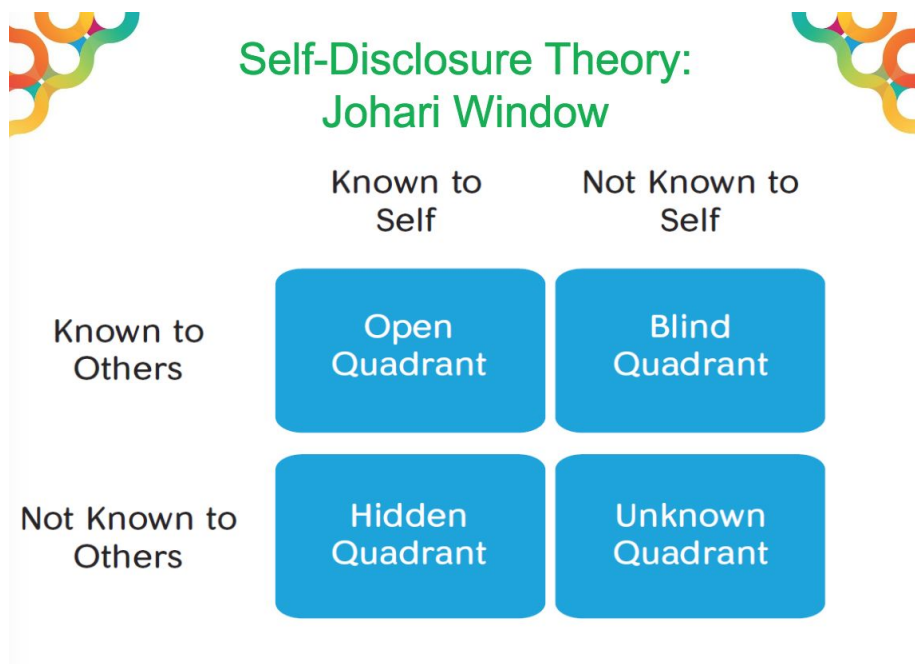 Self-Disclosure Theory:
Johari Window
Known to
Self
Not Known to
Self
Known to
Others
Open
Quadrant
Blind
Quadrant
Not Known to
Others
Hidden
Quadrant
Unknown
Quadrant